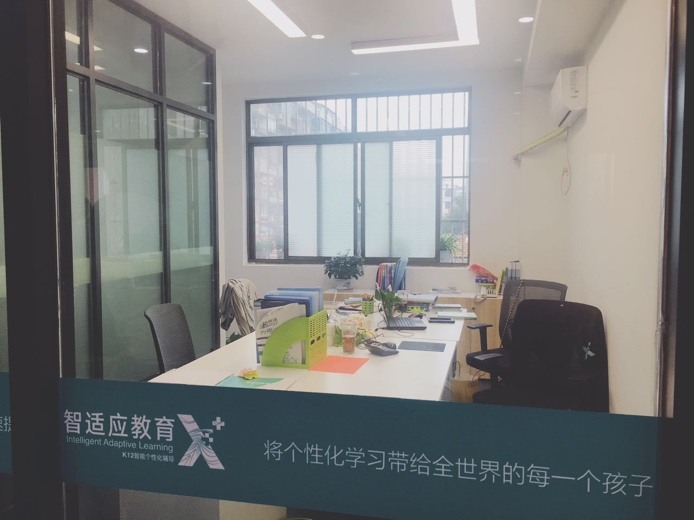 智适应教育
Intelligent Adaptive Learning
K12智能个性化辅导
将个性化学习带给全世界的每一个孩子